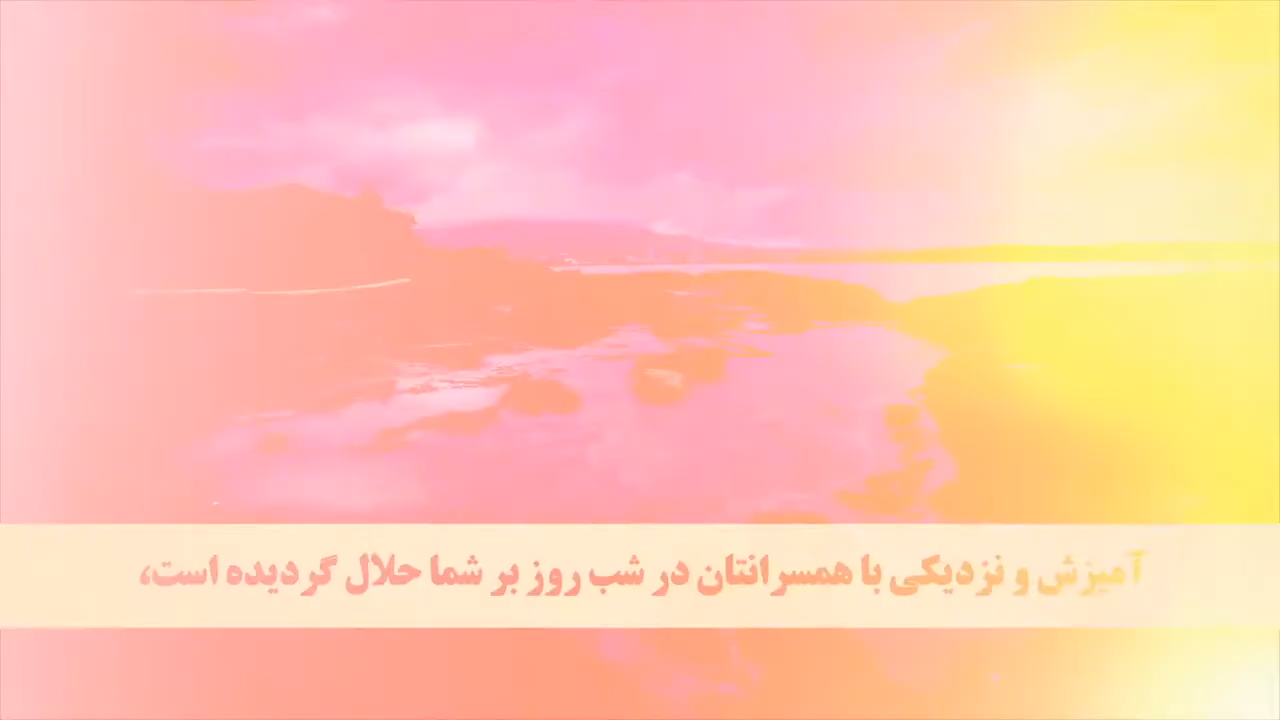 آمیزش و نزدیکی با همسرانتان در شب روز بر شما حلال گردیده است،